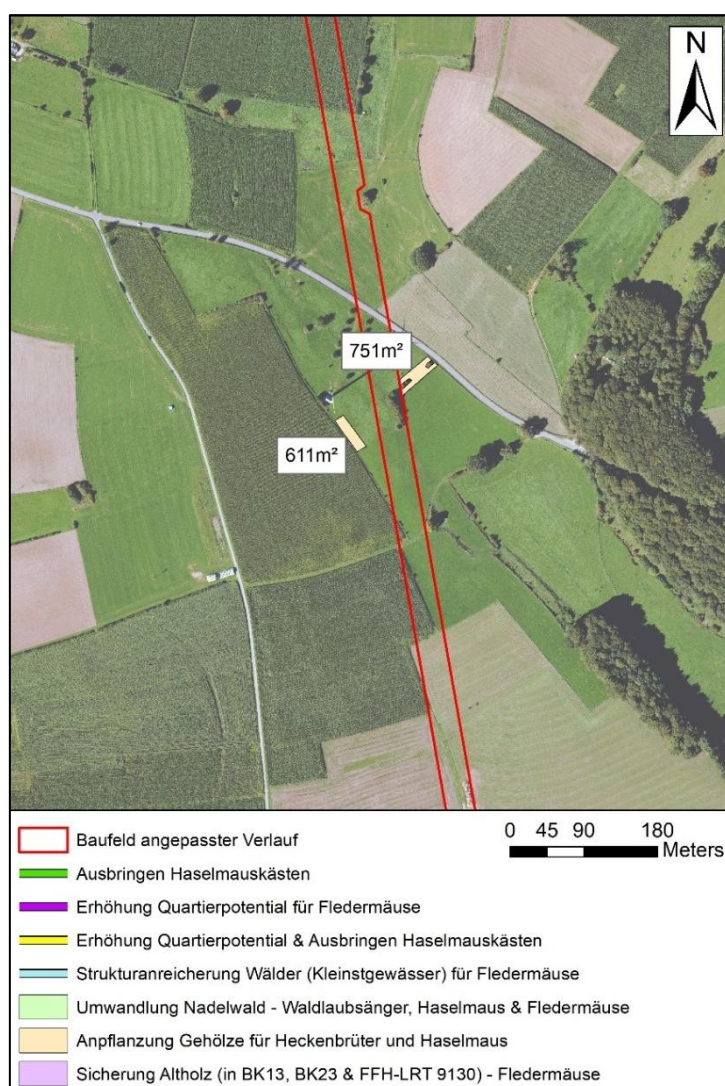 N
751m²
611m²
Baufeld angepasster Verlauf
0 45 90 180
Meters
Ausbringen Haselmauskästen
Erhöhung Quartierpotential für Fledermäuse
Erhöhung Quartierpotential & Ausbringen Haselmauskästen
Strukturanreicherung Wälder (Kleinstgewässer) für Fledermäuse
Umwandlung Nadelwald - Waldlaubsänger, Haselmaus & Fledermäuse
Anpflanzung Gehölze für Heckenbrüter und Haselmaus
Sicherung Altholz (in BK13, BK23 & FFH-LRT 9130) - Fledermäuse